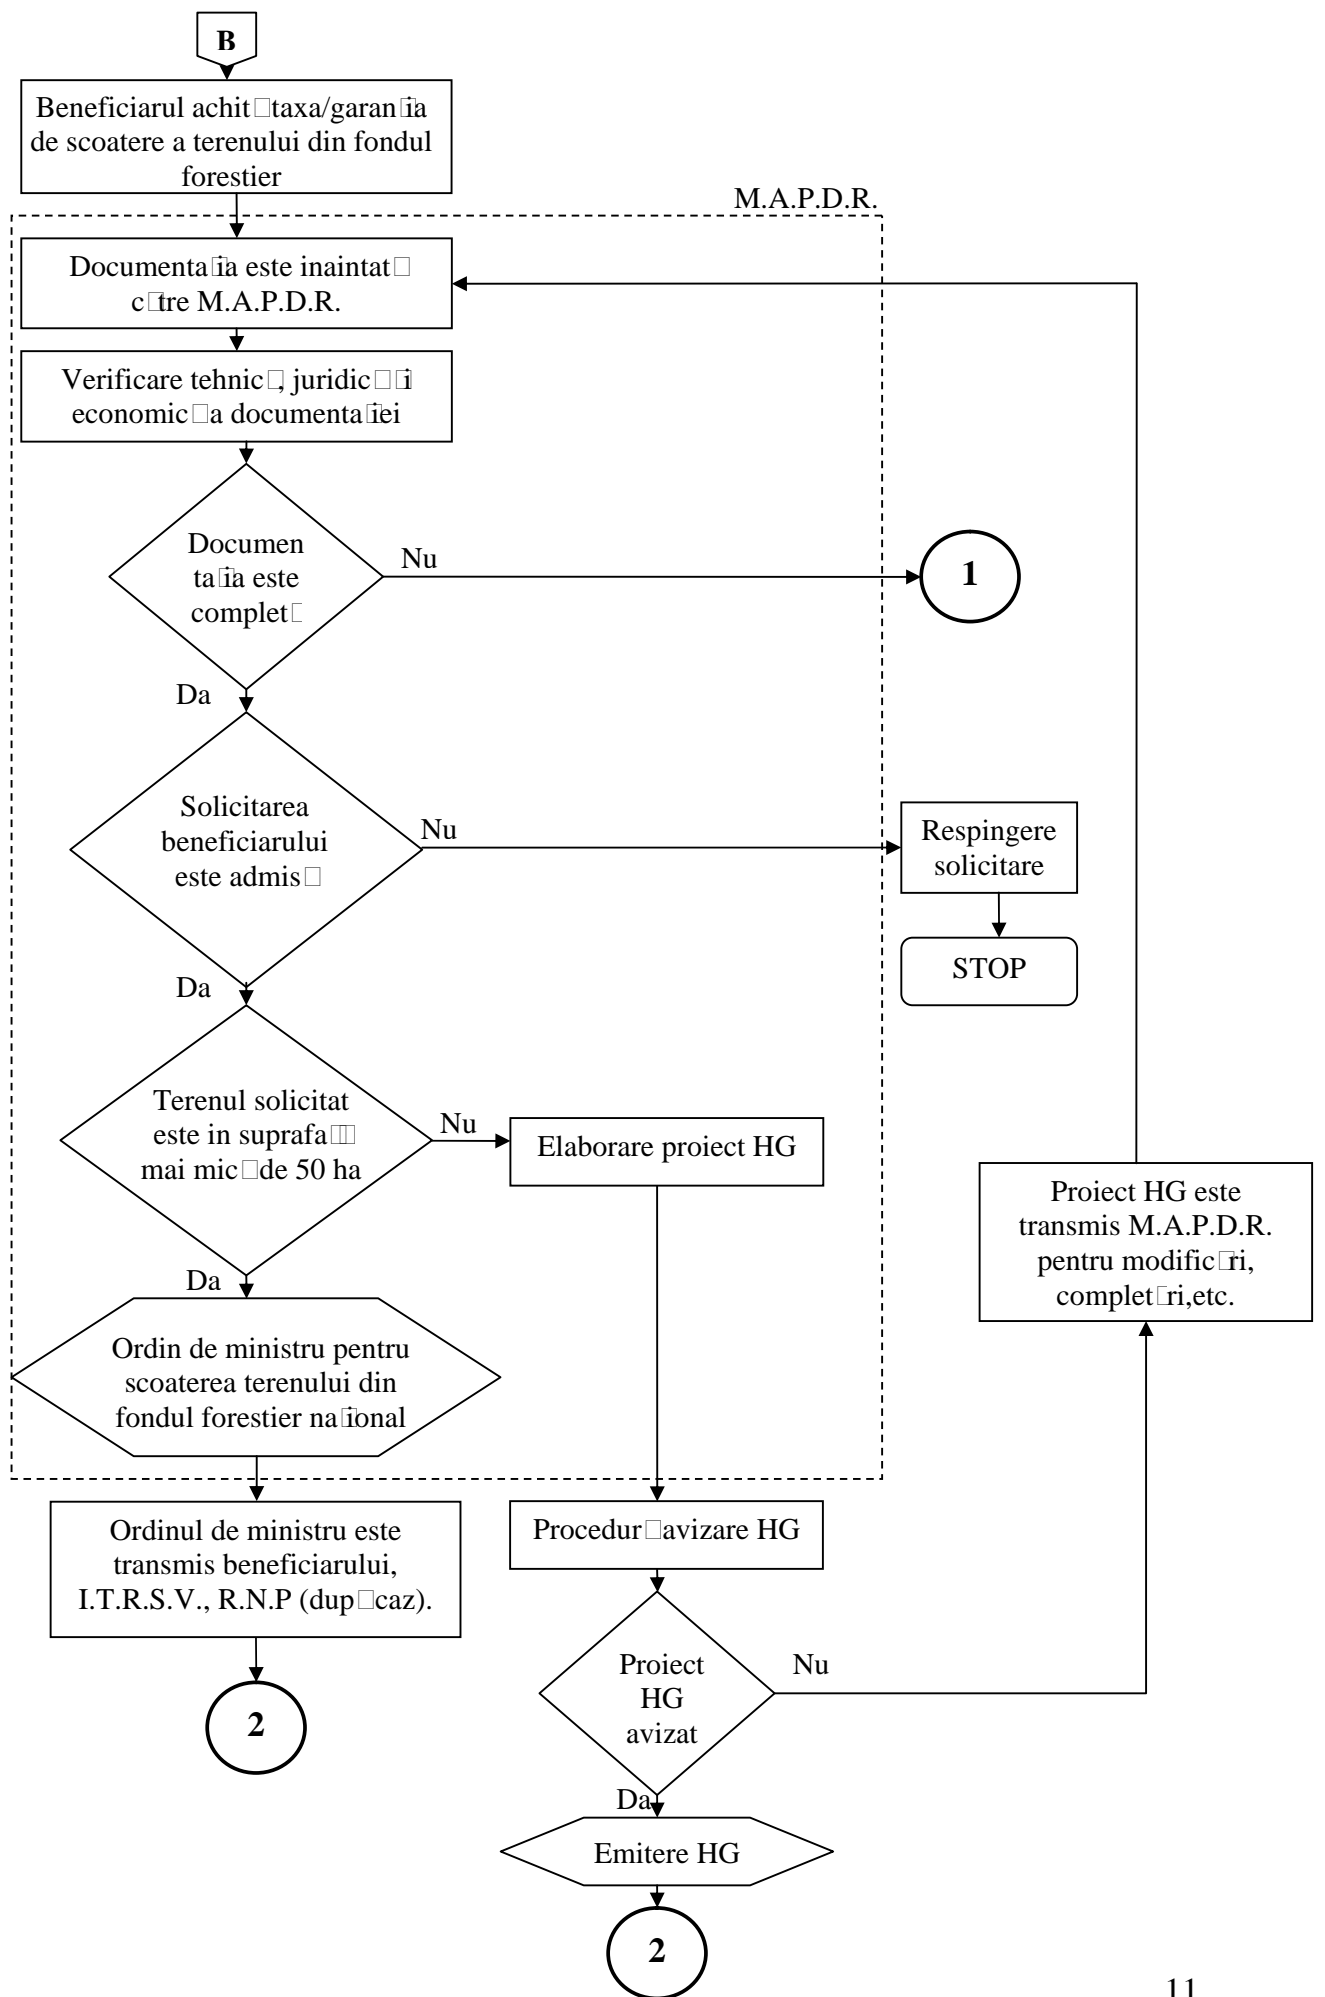 B
Beneficiarul achit□ taxa/garan□ia
de scoatere a terenului din fondul
forestier
M.A.P.D.R.
Documenta□ia este inaintat□
c□tre M.A.P.D.R.
Verificare tehnic□, juridic□ □i
economic□ a documenta□iei
Documen
ta□ia este
complet□
Nu
1
Da
Solicitarea
beneficiarului
este admis□
Nu
Respingere
solicitare
STOP
Da
Terenul solicitat
este in suprafa□□
mai mic□ de 50 ha
Nu
Elaborare proiect HG
Proiect HG este
transmis M.A.P.D.R.
pentru modific□ri,
complet□ri,etc.
Da
Ordin de ministru pentru
scoaterea terenului din
fondul forestier na□ional
Ordinul de ministru este
transmis beneficiarului,
I.T.R.S.V., R.N.P (dup□ caz).
2
Procedur□ avizare HG
Proiect
HG
avizat
Nu
Da
Emitere HG
2
11